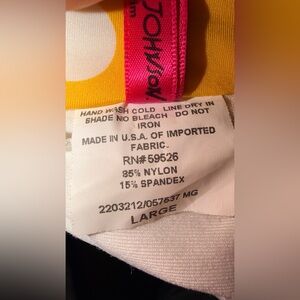 HAND WASH COLD LINE DRY IN
SHADE NO BLEACH DO NOT
IRON
MADE IN U.S.A. OF IMPORTED
FABRIC.
RN#59526
85% NYLON
15% SPANDEX
2203212/057637 MG
LARGE